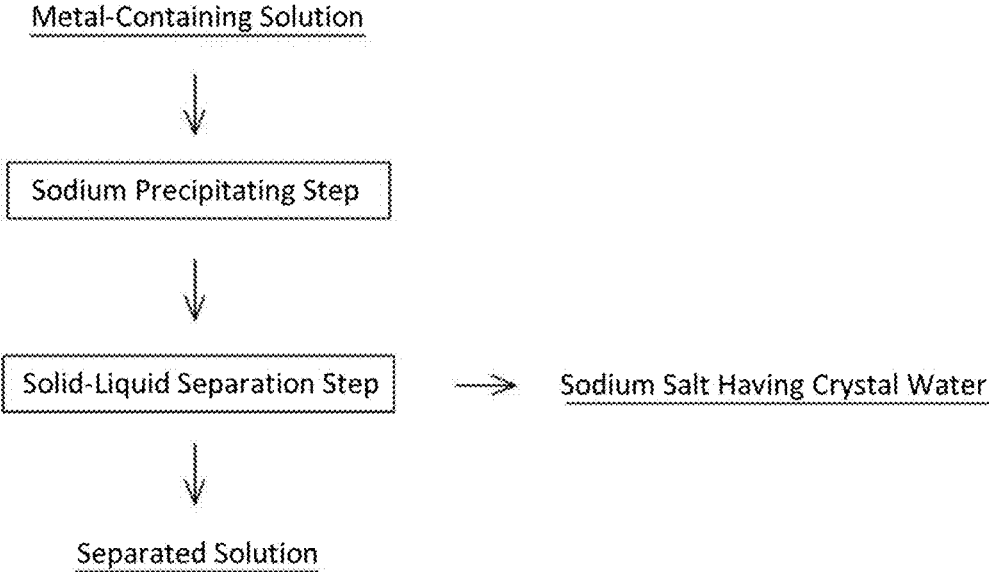 Metal-Containing Solution
Sodium Precipitating Step
Solid-Liquid Separation Step
Sodium Salt Having Crystal Water
Separated Solution